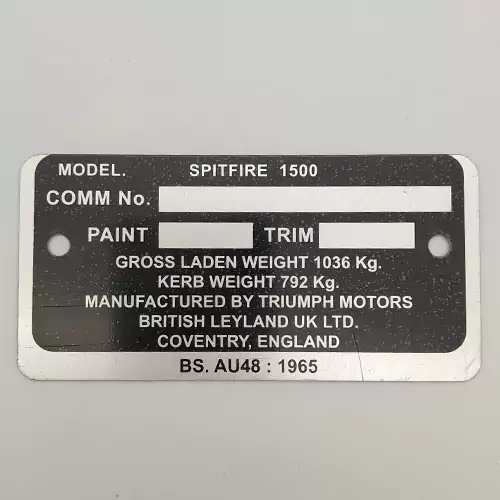 MODEL. SPITFIRE 1500
COMM No.
PAINT TRIM
GROSS LADEN WEIGHT 1036 Kg.
KERB WEIGHT 792 Kg.
MANUFACTURED BY TRIUMPH MOTORS
BRITISH LEYLAND UK LTD.
COVENTRY, ENGLAND
BS. AU48 : 1965